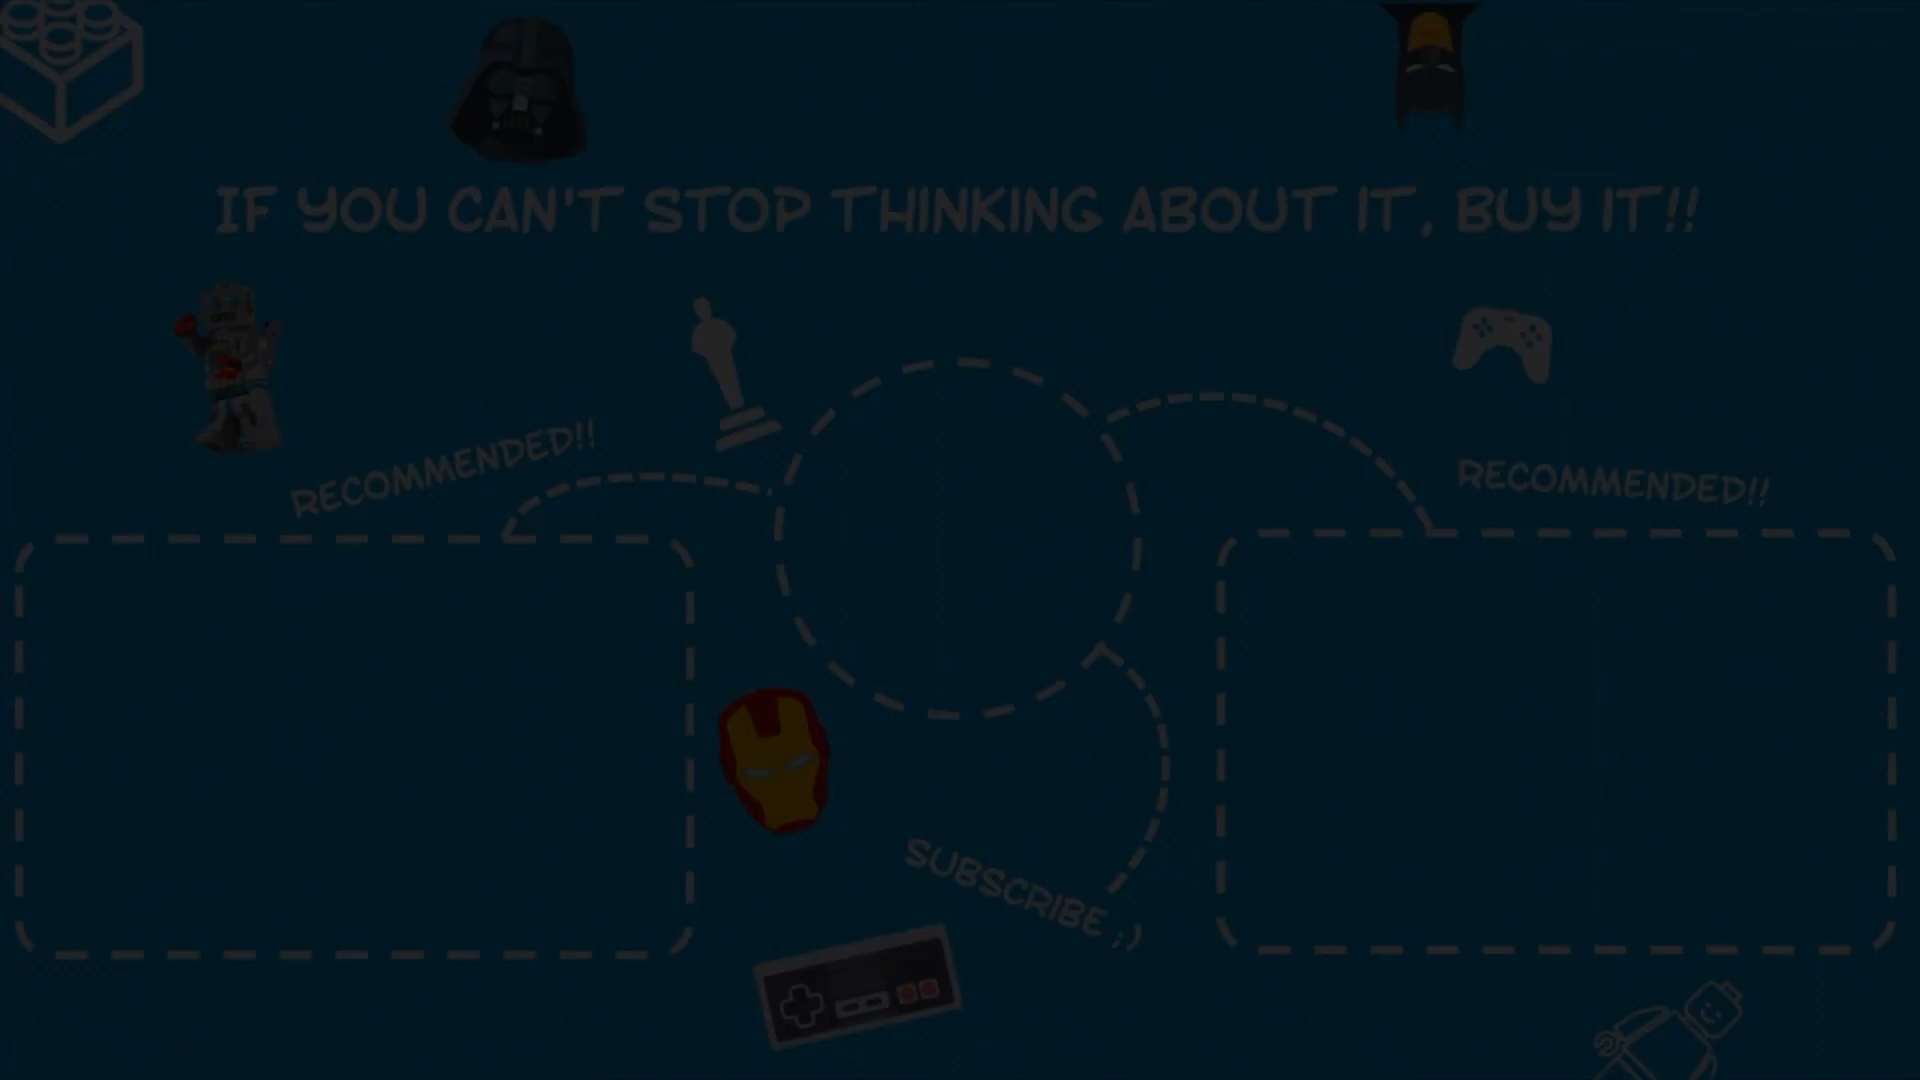 IF YOU CAN'T STOP THINKING ABOUT IT, BUY IT!!
RECOMMENDED!!
RECOMMENDED!!
SUBSCRIBE ;)